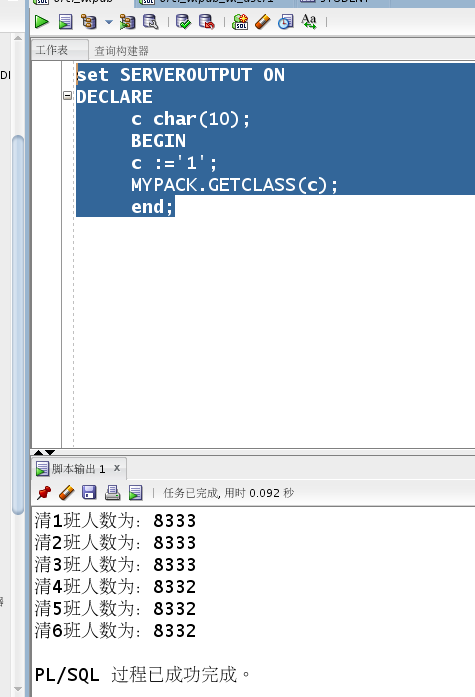 工作表 查询构建器
set SERVEROUTPUT ON
DECLARE
c char(10);
BEGIN
c :='1';
MYPACK.GETCLASS(c);
end;
脚本输出 1 x
任务已完成, 用时 0.092 秒
清1班人数为: 8333
清2班人数为: 8333
清3班人数为: 8333
清4班人数为: 8332
清5班人数为: 8332
清6班人数为: 8332
PL/SQL 过程已成功完成。